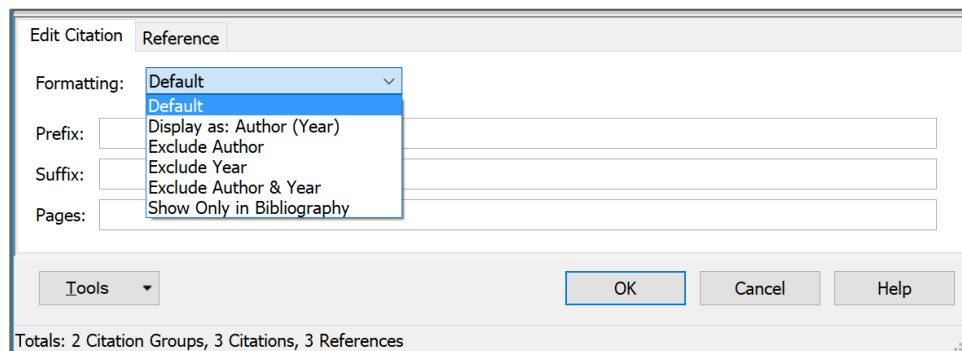 Edit Citation
Reference
Formatting:
Default
Default
Display as: Author (Year)
Exclude Author
Exclude Year
Exclude Author & Year
Show Only in Bibliography
Prefix:
Suffix:
Pages:
Tools
OK
Cancel
Help
Totals: 2 Citation Groups, 3 Citations, 3 References